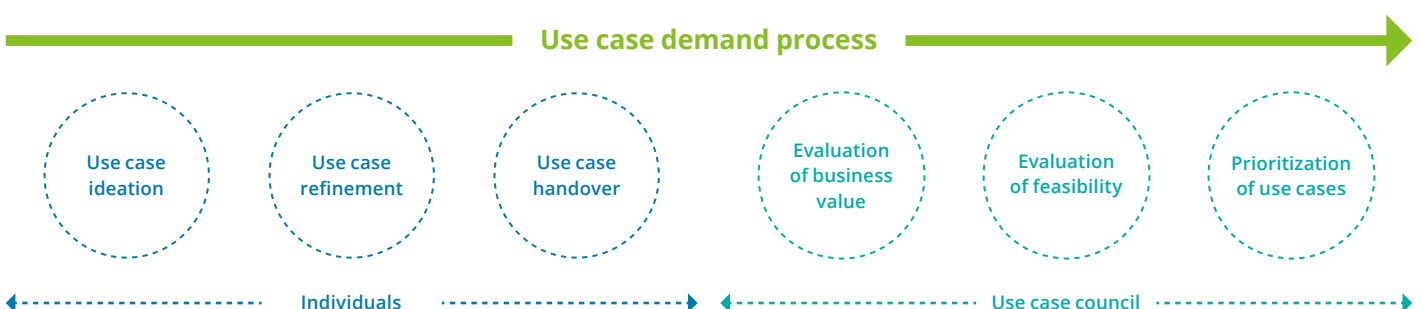 Use case demand process
Use case
ideation
Use case
refinement
Use case
handover
Evaluation
of business
value
Evaluation
of feasibility
Prioritization
of use cases
Individuals
Use case council